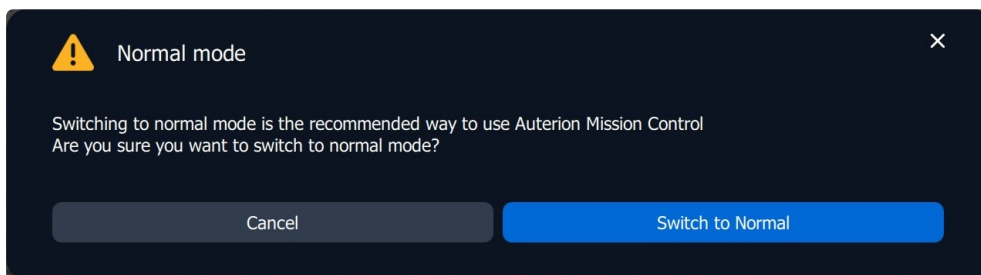 Normal mode
Switching to normal mode is the recommended way to use Auterion Mission Control
Are you sure you want to switch to normal mode?
Cancel
Switch to Normal